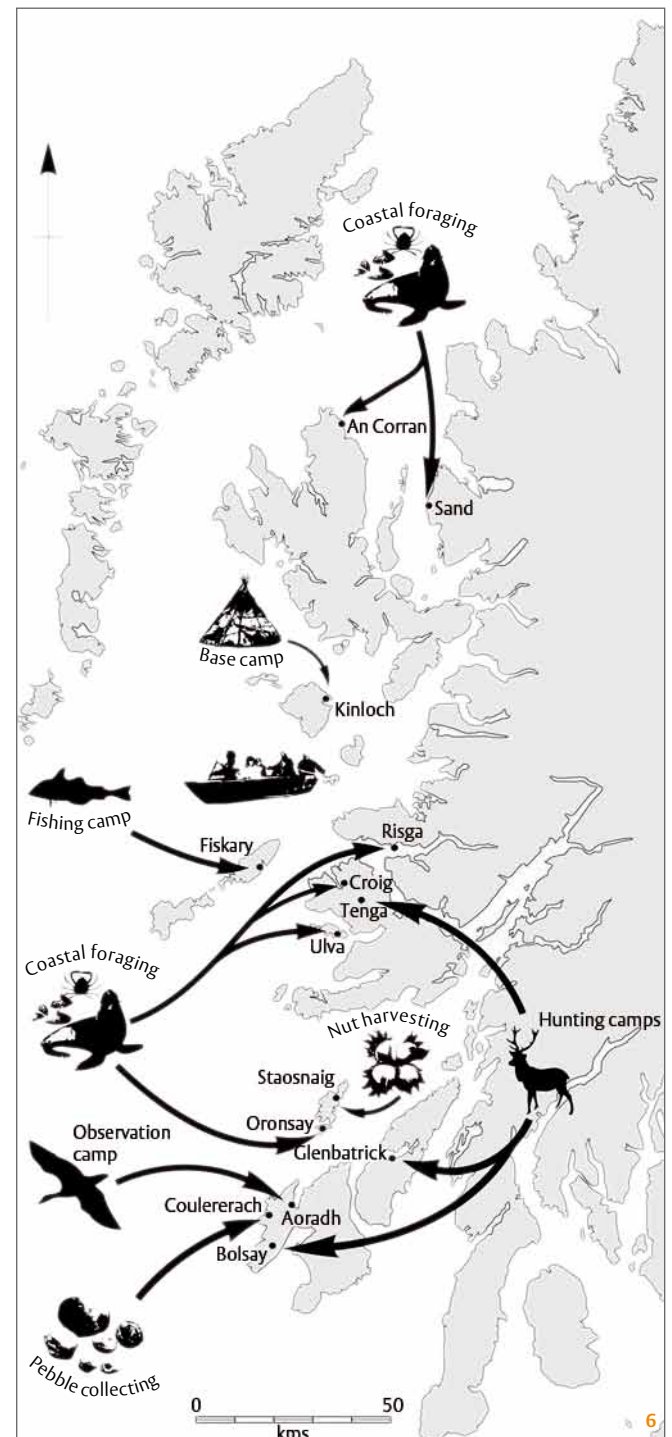 Coastal foraging
An Corran
Sand
Base camp
Kinloch
Fishing camp
Fiskary
Risga
Croig
Tenga
Ulva
Coastal foraging
Nut harvesting
Hunting camps
Staosnaig
Oronsay
Glenbatrick
Observation
camp
Coulererach
Aoradh
Bolsay
Pebble collecting
0 50
kms
6